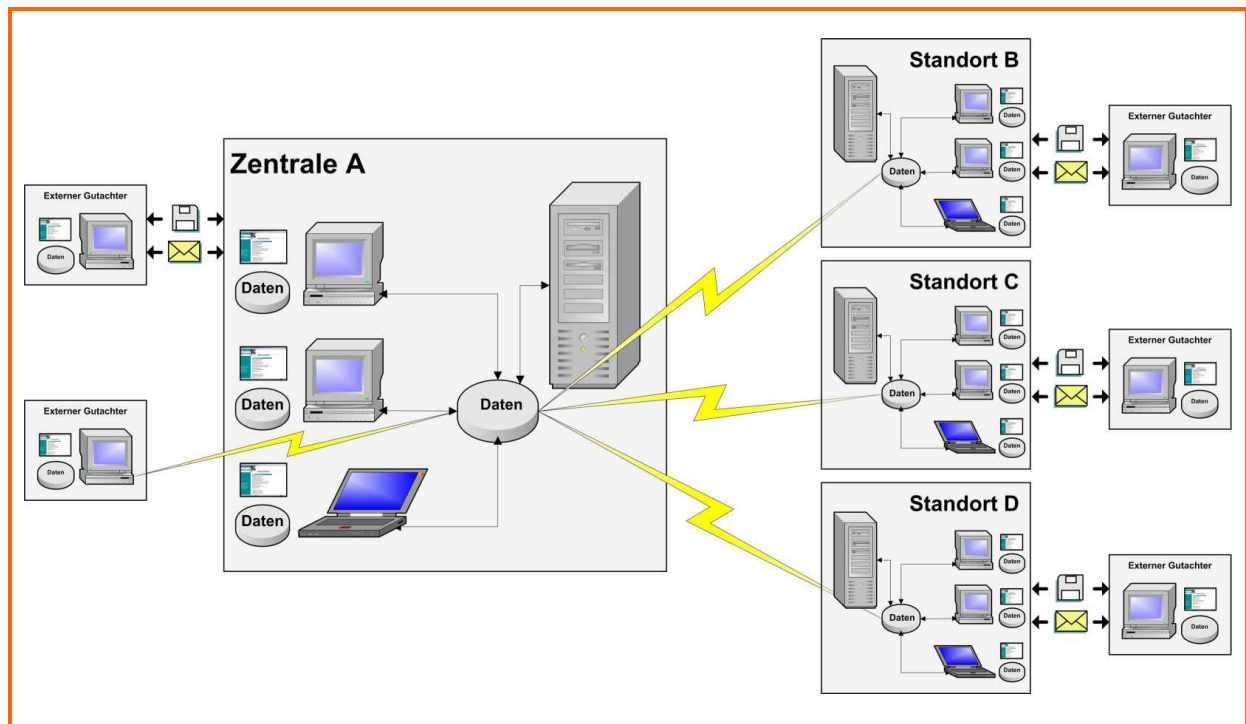 Externer Gutachter
Daten
Externer Gutachter
Daten
Zentrale A
Daten
Daten
Daten
Daten
Standort B
Daten
Daten
Daten
Daten
Externer Gutachter
Daten
Standort C
Daten
Daten
Daten
Daten
Externer Gutachter
Daten
Standort D
Daten
Daten
Daten
Daten
Externer Gutachter
Daten